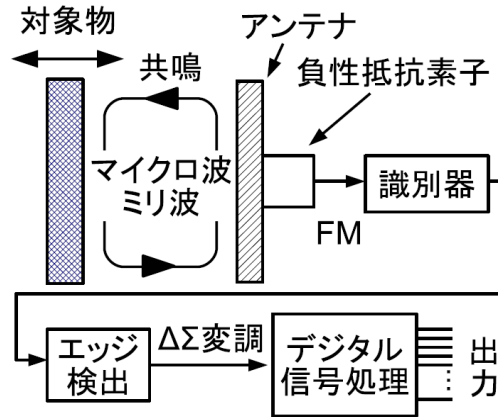 対象物
共鳴
アンテナ
負性抵抗素子
マイクロ波
ミリ波
FM
識別器
エッジ
検出
ΔΣ変調
デジタル
信号処理
出
力